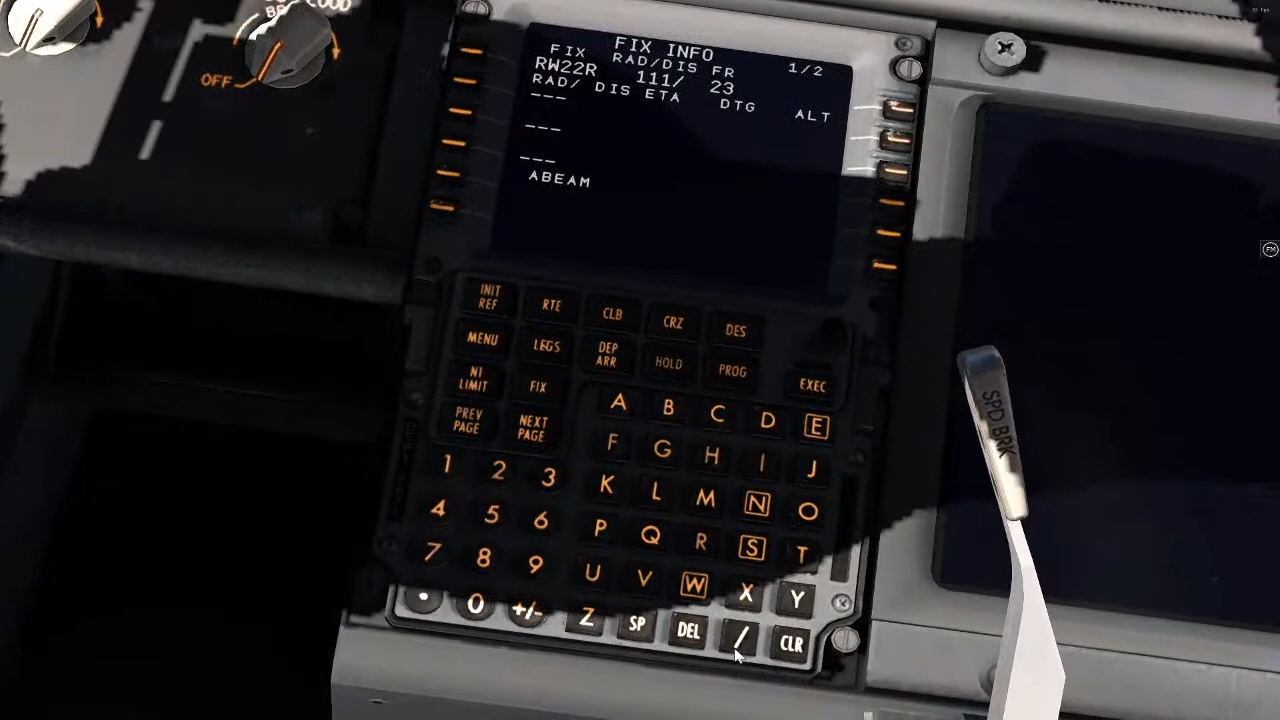 OFF
FIX INFO 1/2
FIX RAD/DIS FR
RW22R 111/ 23
RAD/ DIS ETA DTG ALT
---
---
---
ABEAM
INIT REF RTE CLB CRZ DES
MENU LEGS DEP ARR HOLD PROG
N1 LIMIT FIX EXEC
PREV PAGE NEXT PAGE
A B C D E
F G H I J
1 2 3 K L M N O
4 5 6 P Q R S T
7 8 9 U V W X Y
. 0 +/- Z SP DEL / CLR
SPD BRK